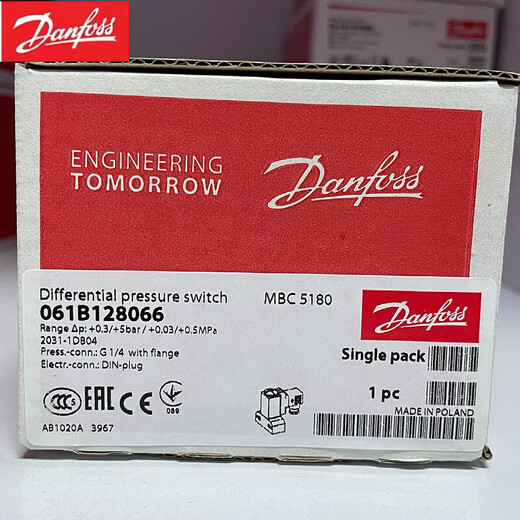 Danfoss
ENGINEERING
TOMORROW
Danfoss
Differential pressure switch MBC 5180
061B128066
Range Δp: +0.3/+5bar / +0.03/+0.5MPa
2031-1DB04
Press.-conn.: G 1/4 with flange
Electr.-conn.: DIN-plug
Danfoss
Single pack
1 pc
MADE IN POLAND
CCC S EAC CE 089
AB1020A 3967